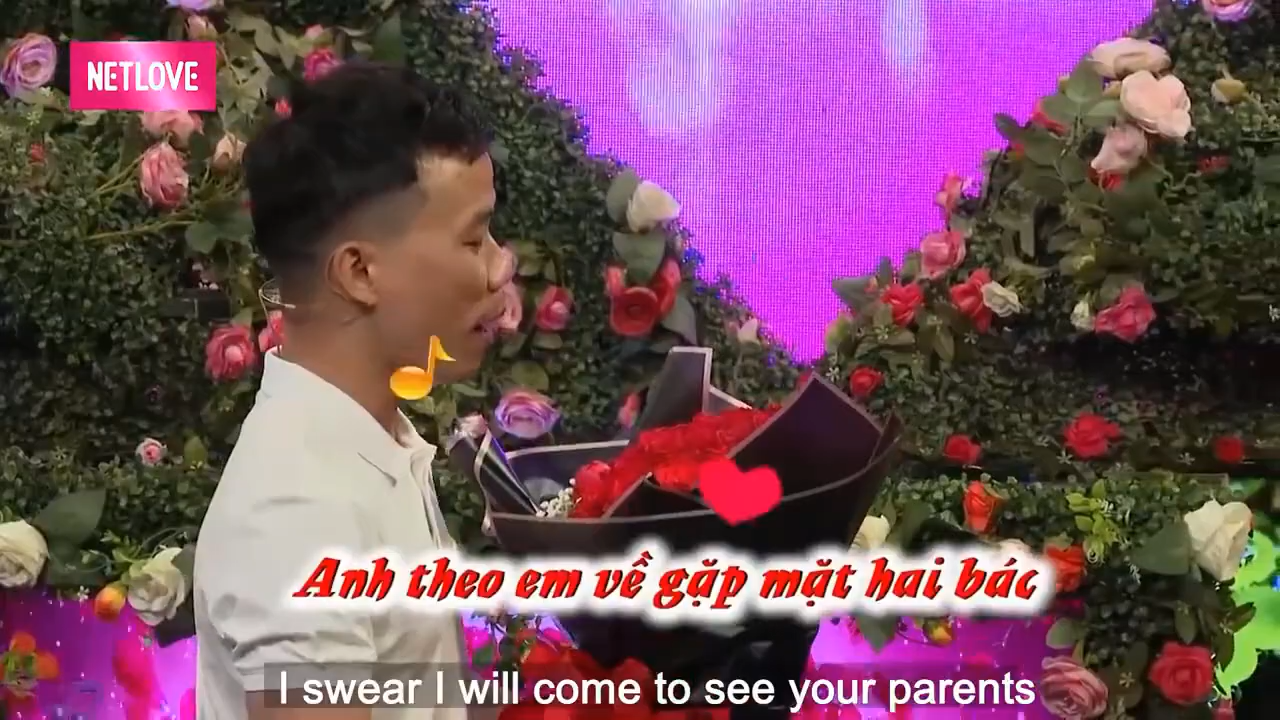 NETLOVE
Anh theo em về gặp mặt hai bác
I swear I will come to see your parents